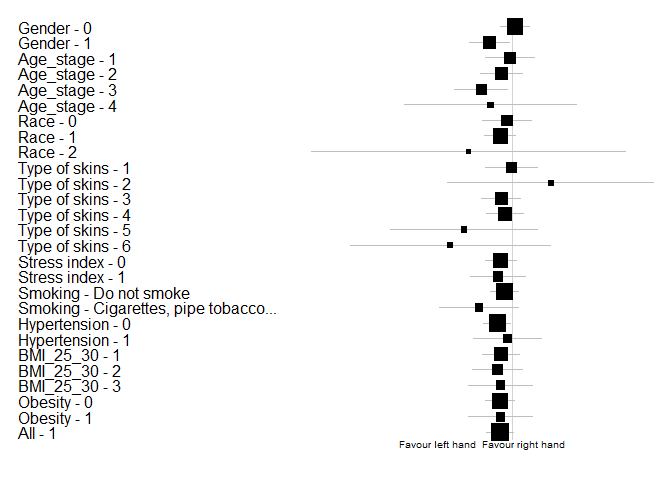 Gender - 0
Gender - 1
Age_stage - 1
Age_stage - 2
Age_stage - 3
Age_stage - 4
Race - 0
Race - 1
Race - 2
Type of skins - 1
Type of skins - 2
Type of skins - 3
Type of skins - 4
Type of skins - 5
Type of skins - 6
Stress index - 0
Stress index - 1
Smoking - Do not smoke
Smoking - Cigarettes, pipe tobacco...
Hypertension - 0
Hypertension - 1
BMI_25_30 - 1
BMI_25_30 - 2
BMI_25_30 - 3
Obesity - 0
Obesity - 1
All - 1
Favour left hand Favour right hand